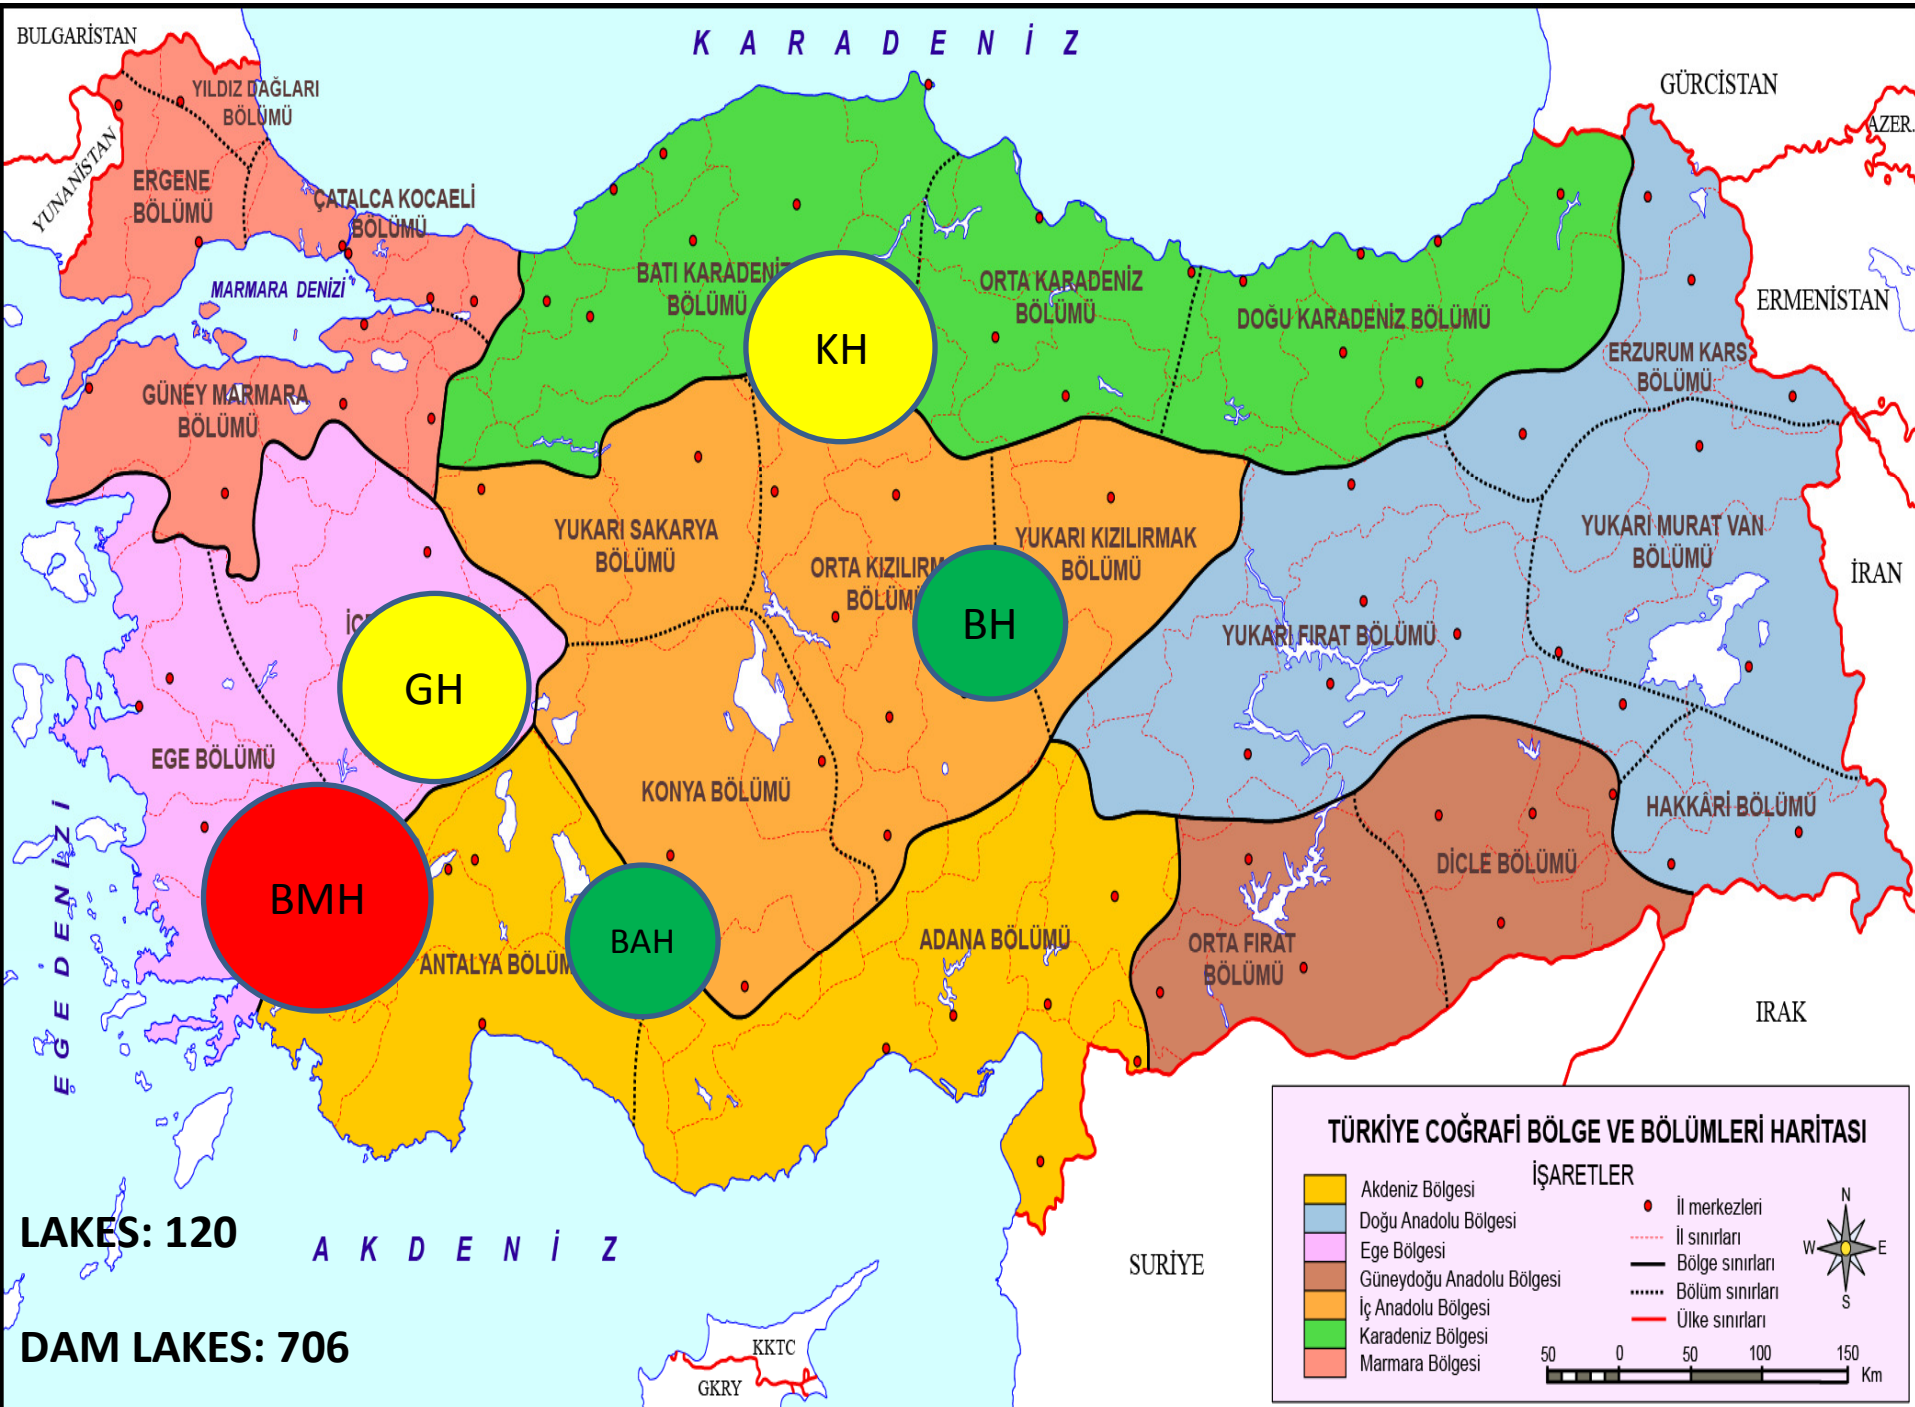 BULGARİSTAN
K A R A D E N İ Z
GÜRCİSTAN
AZER.
YUNANİSTAN
YILDIZ DAĞLARI
BÖLÜMÜ
ERGENE
BÖLÜMÜ
ÇATALCA KOCAELİ
BÖLÜMÜ
MARMARA DENİZİ
BATI KARADENİZ
BÖLÜMÜ
KH
ORTA KARADENİZ
BÖLÜMÜ
DOĞU KARADENİZ BÖLÜMÜ
ERMENİSTAN
ERZURUM KARS
BÖLÜMÜ
GÜNEY MARMARA
BÖLÜMÜ
YUKARI SAKARYA
BÖLÜMÜ
ORTA KIZILIRM
BÖLÜM
YUKARI KIZILIRMAK
BÖLÜMÜ
YUKARI MURAT VAN
BÖLÜMÜ
İRAN
BH
YUKARI FIRAT BÖLÜMÜ
GH
EGE BÖLÜMÜ
KONYA BÖLÜMÜ
HAKKARİ BÖLÜMÜ
DİCLE BÖLÜMÜ
BMH
BAH
ANTALYA BÖLÜM
ADANA BÖLÜMÜ
ORTA FIRAT
BÖLÜMÜ
E G E D E N İ Z İ
IRAK
LAKES: 120
A K D E N İ Z
SURİYE
DAM LAKES: 706
KKTC
GKRY
TÜRKİYE COĞRAFİ BÖLGE VE BÖLÜMLERİ HARİTASI
İŞARETLER
Akdeniz Bölgesi
Doğu Anadolu Bölgesi
Ege Bölgesi
Güneydoğu Anadolu Bölgesi
İç Anadolu Bölgesi
Karadeniz Bölgesi
Marmara Bölgesi
İl merkezleri
İl sınırları
Bölge sınırları
Bölüm sınırları
Ülke sınırları
N
W E
S
50 0 50 100 150
Km